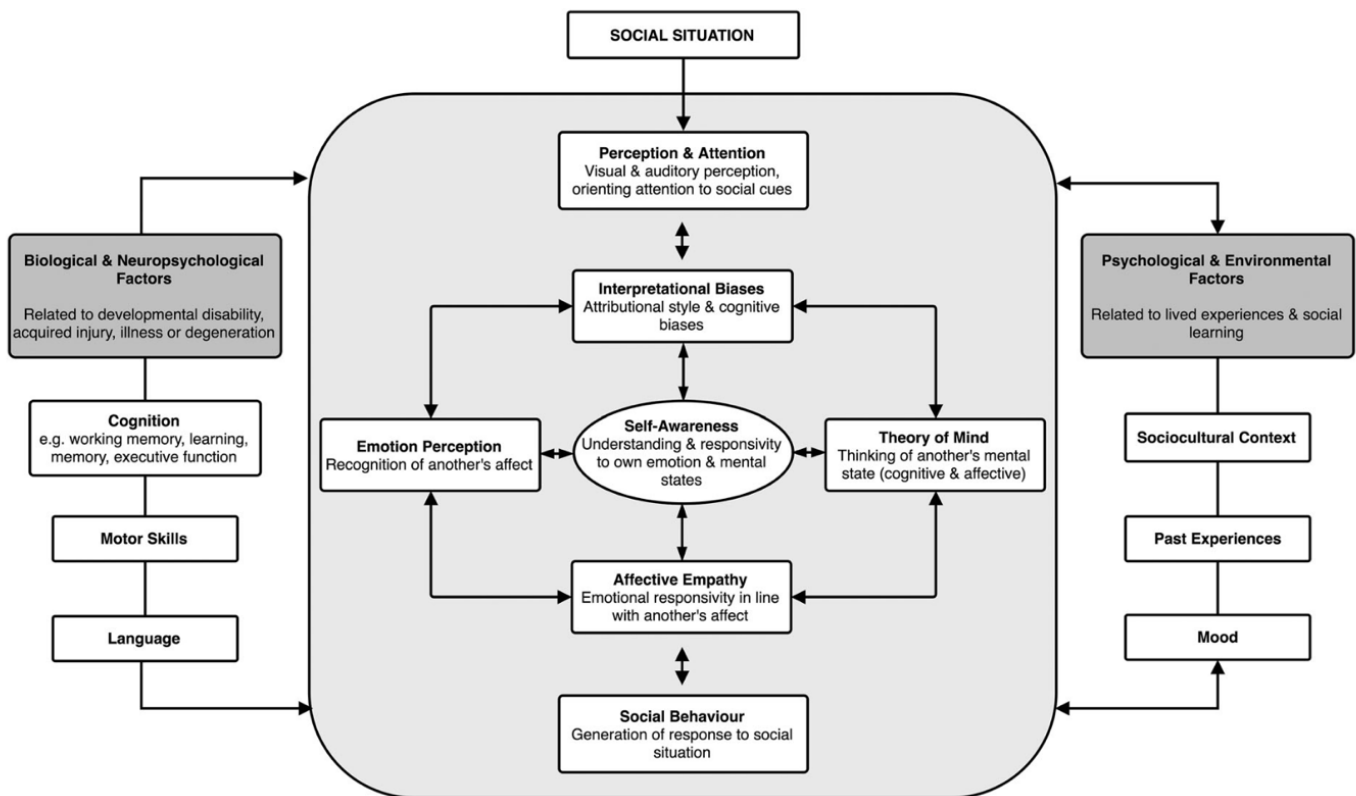 SOCIAL SITUATION
Perception & Attention
Visual & auditory perception,
orienting attention to social cues
Biological & Neuropsychological
Factors
Related to developmental disability,
acquired injury, illness or degeneration
Cognition
e.g. working memory, learning,
memory, executive function
Motor Skills
Language
Interpretational Biases
Attributional style & cognitive
biases
Emotion Perception
Recognition of another's affect
Self-Awareness
Understanding & responsivity
to own emotion & mental
states
Theory of Mind
Thinking of another's mental
state (cognitive & affective)
Affective Empathy
Emotional responsivity in line
with another's affect
Social Behaviour
Generation of response to social
situation
Psychological & Environmental
Factors
Related to lived experiences & social
learning
Sociocultural Context
Past Experiences
Mood